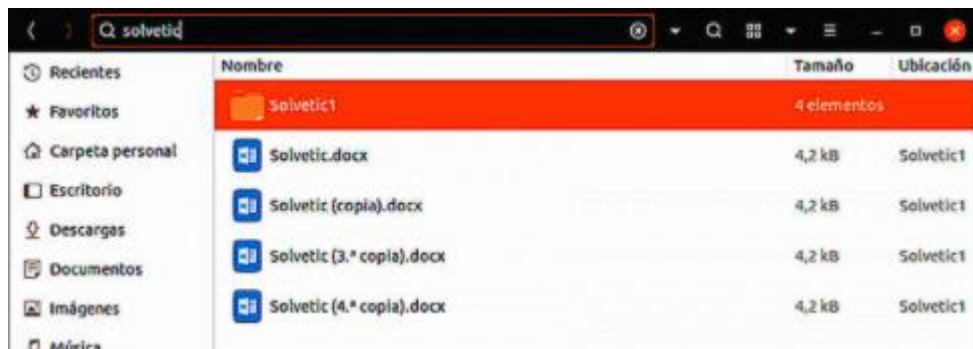 solvetic
Recientes
Favoritos
Carpeta personal
Escritorio
Descargas
Documentos
Imágenes
Música
Nombre Tamaño Ubicación
Solvetic1 4 elementos
Solvetic.docx 4,2 kB Solvetic1
Solvetic (copia).docx 4,2 kB Solvetic1
Solvetic (3.ª copia).docx 4,2 kB Solvetic1
Solvetic (4.ª copia).docx 4,2 kB Solvetic1